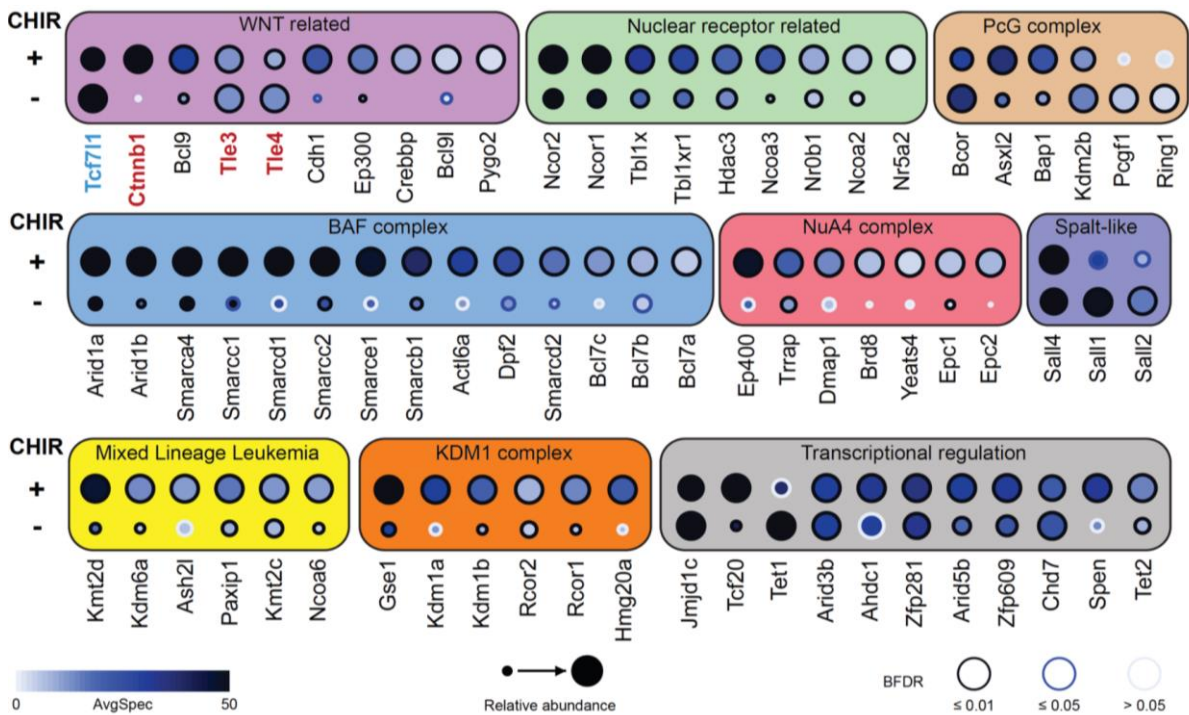 CHIR
WNT related
Nuclear receptor related
PcG complex
+
-
Tcf7l1
Ctnnb1
Bcl9
Tle3
Tle4
Cdh1
Ep300
Crebbp
Bcl9l
Pygo2
Ncor2
Ncor1
Tbl1x
Tbl1xr1
Hdac3
Ncoa3
Nr0b1
Ncoa2
Nr5a2
Bcor
Asxl2
Bap1
Kdm2b
Pcgf1
Ring1
CHIR
BAF complex
NuA4 complex
Spalt-like
+
-
Arid1a
Arid1b
Smarca4
Smarcc1
Smarcd1
Smarcc2
Smarce1
Smarcb1
Actl6a
Dpf2
Smarcd2
Bcl7c
Bcl7b
Bcl7a
Ep400
Trrap
Dmap1
Brd8
Yeats4
Epc1
Epc2
Sall4
Sall1
Sall2
CHIR
Mixed Lineage Leukemia
KDM1 complex
Transcriptional regulation
+
-
Kmt2d
Kdm6a
Ash2l
Paxip1
Kmt2c
Ncoa6
Gse1
Kdm1a
Kdm1b
Rcor2
Rcor1
Hmg20a
Jmjd1c
Tcf20
Tet1
Arid3b
Ahdc1
Zfp281
Arid5b
Zfp609
Chd7
Spen
Tet2
0 AvgSpec 50
Relative abundance
BFDR
≤ 0.01 ≤ 0.05 > 0.05